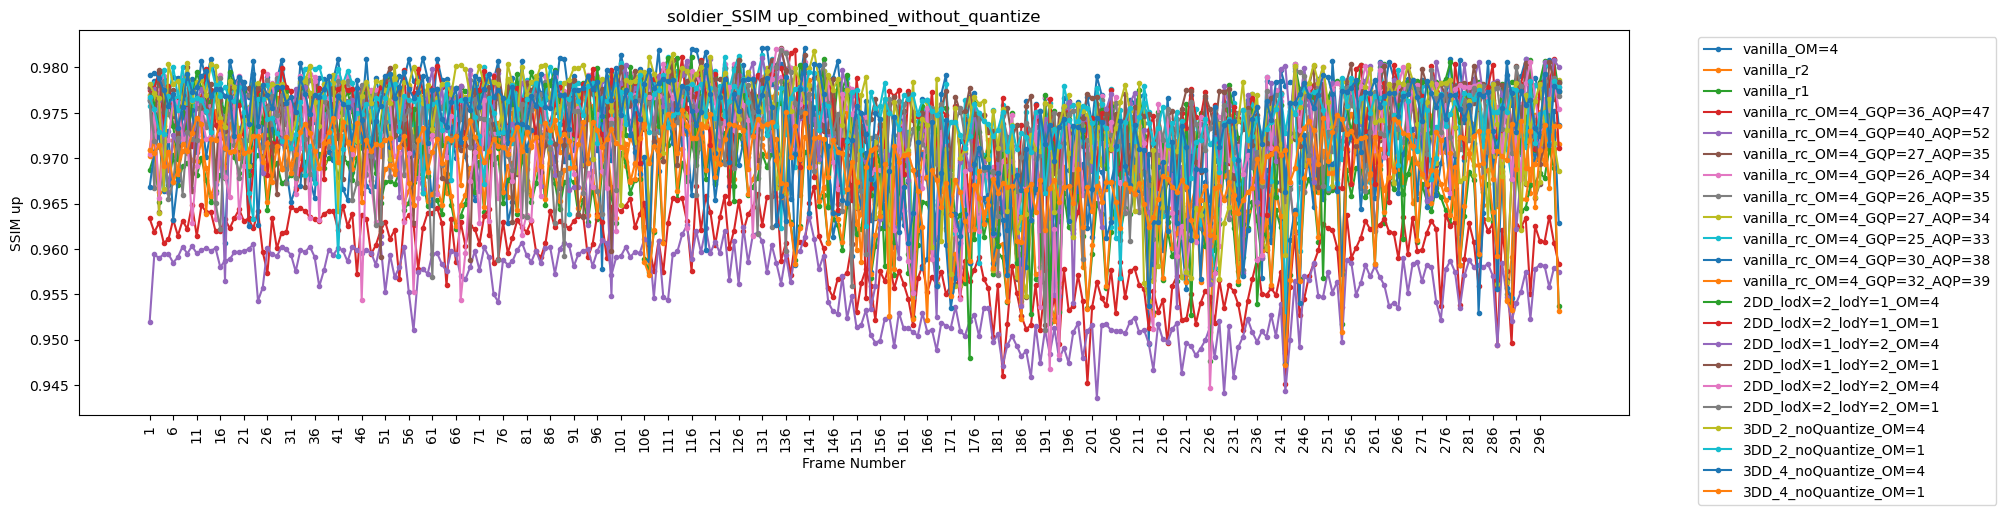 soldier_SSIM up_combined_without_quantize
SSIM up
0.980
0.975
0.970
0.965
0.960
0.955
0.950
0.945
1 6 11 16 21 26 31 36 41 46 51 56 61 66 71 76 81 86 91 96 101 106 111 116 121 126 131 136 141 146 151 156 161 166 171 176 181 186 191 196 201 206 211 216 221 226 231 236 241 246 251 256 261 266 271 276 281 286 291 296
Frame Number
vanilla_OM=4
vanilla_r2
vanilla_r1
vanilla_rc_OM=4_GQP=36_AQP=47
vanilla_rc_OM=4_GQP=40_AQP=52
vanilla_rc_OM=4_GQP=27_AQP=35
vanilla_rc_OM=4_GQP=26_AQP=34
vanilla_rc_OM=4_GQP=26_AQP=35
vanilla_rc_OM=4_GQP=27_AQP=34
vanilla_rc_OM=4_GQP=25_AQP=33
vanilla_rc_OM=4_GQP=30_AQP=38
vanilla_rc_OM=4_GQP=32_AQP=39
2DD_lodX=2_lodY=1_OM=4
2DD_lodX=2_lodY=1_OM=1
2DD_lodX=1_lodY=2_OM=4
2DD_lodX=1_lodY=2_OM=1
2DD_lodX=2_lodY=2_OM=4
2DD_lodX=2_lodY=2_OM=1
3DD_2_noQuantize_OM=4
3DD_2_noQuantize_OM=1
3DD_4_noQuantize_OM=4
3DD_4_noQuantize_OM=1